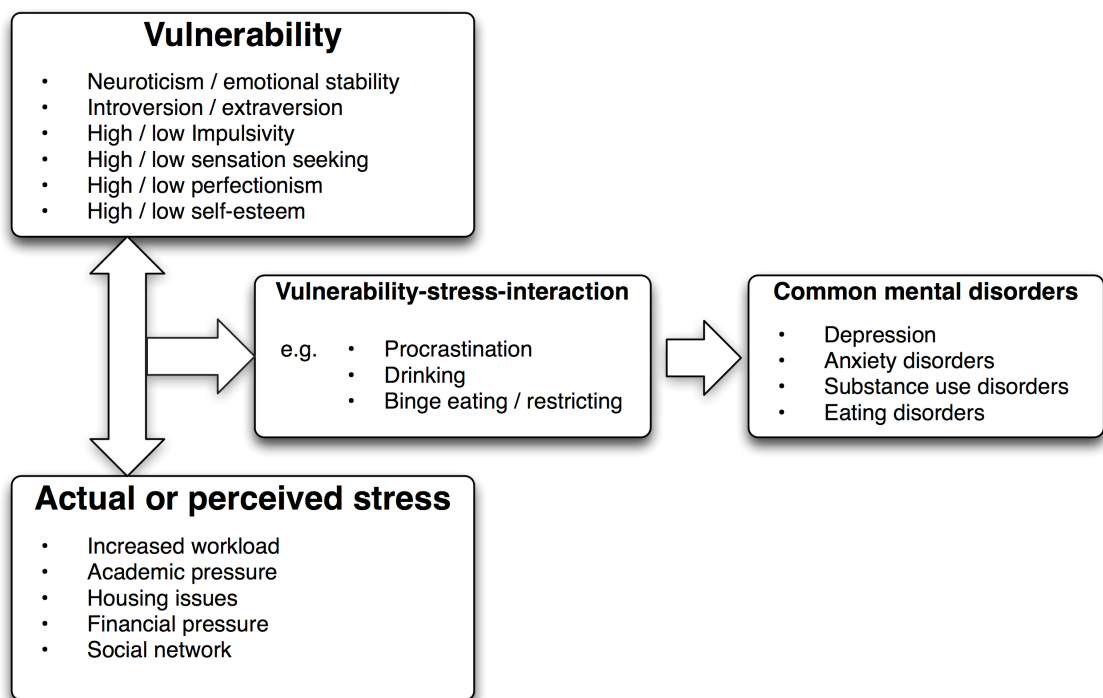 Vulnerability
• Neuroticism / emotional stability
• Introversion / extraversion
• High / low Impulsivity
• High / low sensation seeking
• High / low perfectionism
• High / low self-esteem
Vulnerability-stress-interaction
e.g. • Procrastination
• Drinking
• Binge eating / restricting
Common mental disorders
• Depression
• Anxiety disorders
• Substance use disorders
• Eating disorders
Actual or perceived stress
• Increased workload
• Academic pressure
• Housing issues
• Financial pressure
• Social network